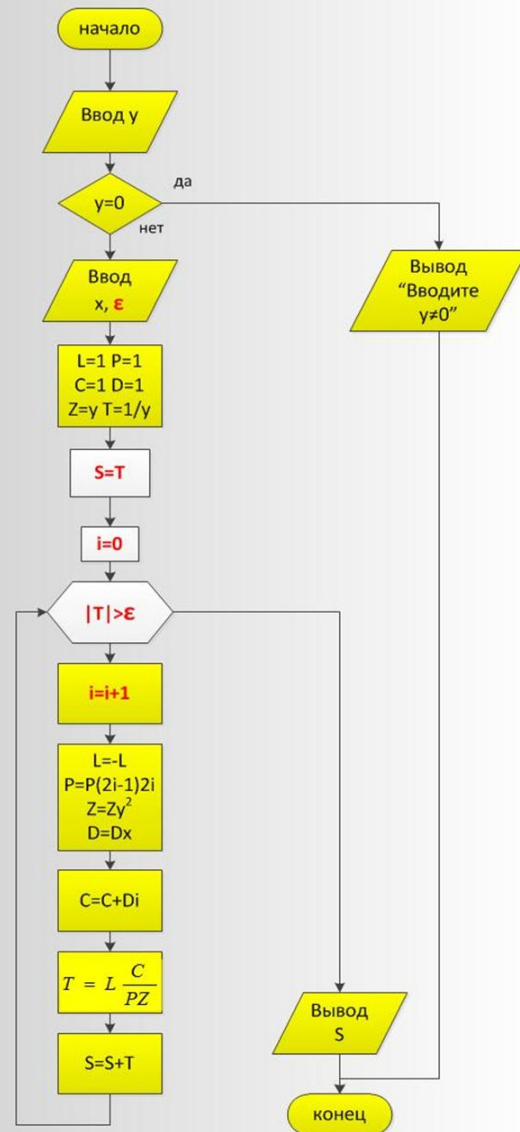 начало
Ввод y
y=0
да
нет
Ввод
x, ε
Вывод
“Вводите
y≠0”
L=1 P=1
C=1 D=1
Z=y T=1/y
S=T
i=0
|T|>ε
i=i+1
L=-L
P=P(2i-1)2i
Z=Zy²
D=Dx
C=C+Di
T = L C/PZ
S=S+T
Вывод
S
конец